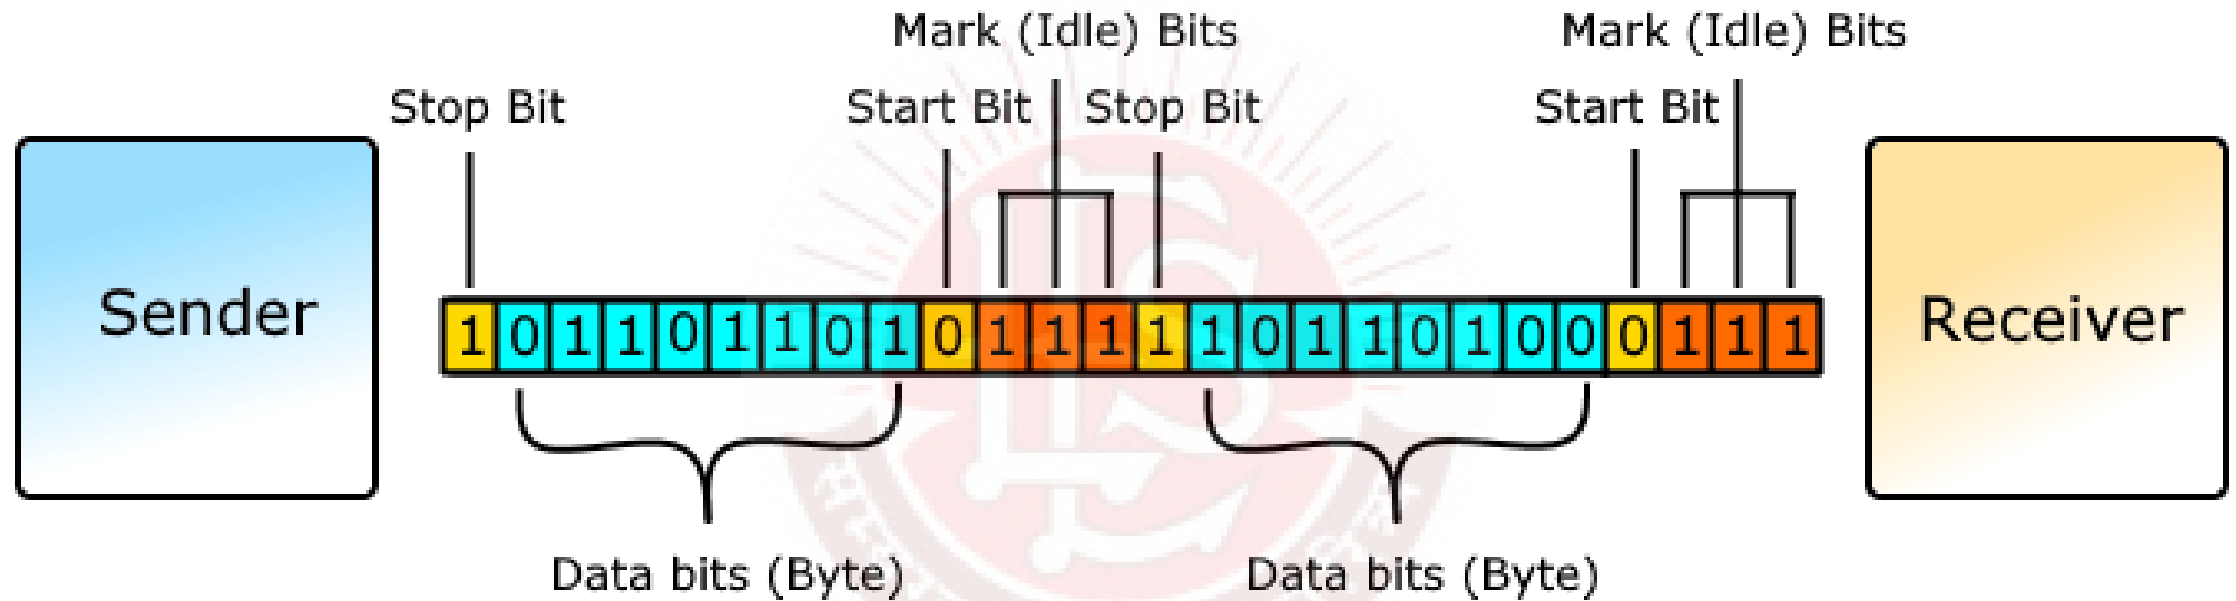 Mark (Idle) Bits
Mark (Idle) Bits
Stop Bit
Start Bit
Stop Bit
Start Bit
Sender
1 0 1 1 0 1 1 0 1 0 1 1 1 1 1 0 1 1 0 1 0 0 0 1 1 1
Receiver
Data bits (Byte)
Data bits (Byte)